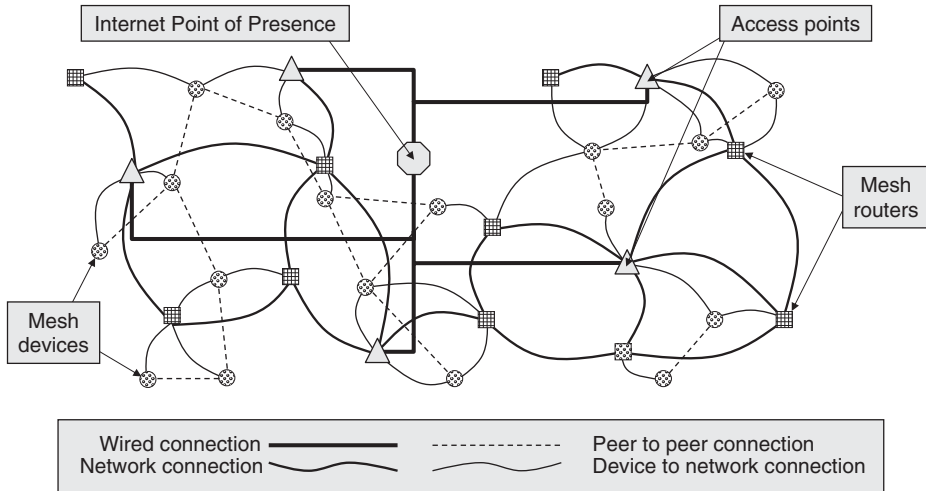 Internet Point of Presence
Access points
Mesh
routers
Mesh
devices
Wired connection
Peer to peer connection
Network connection
Device to network connection